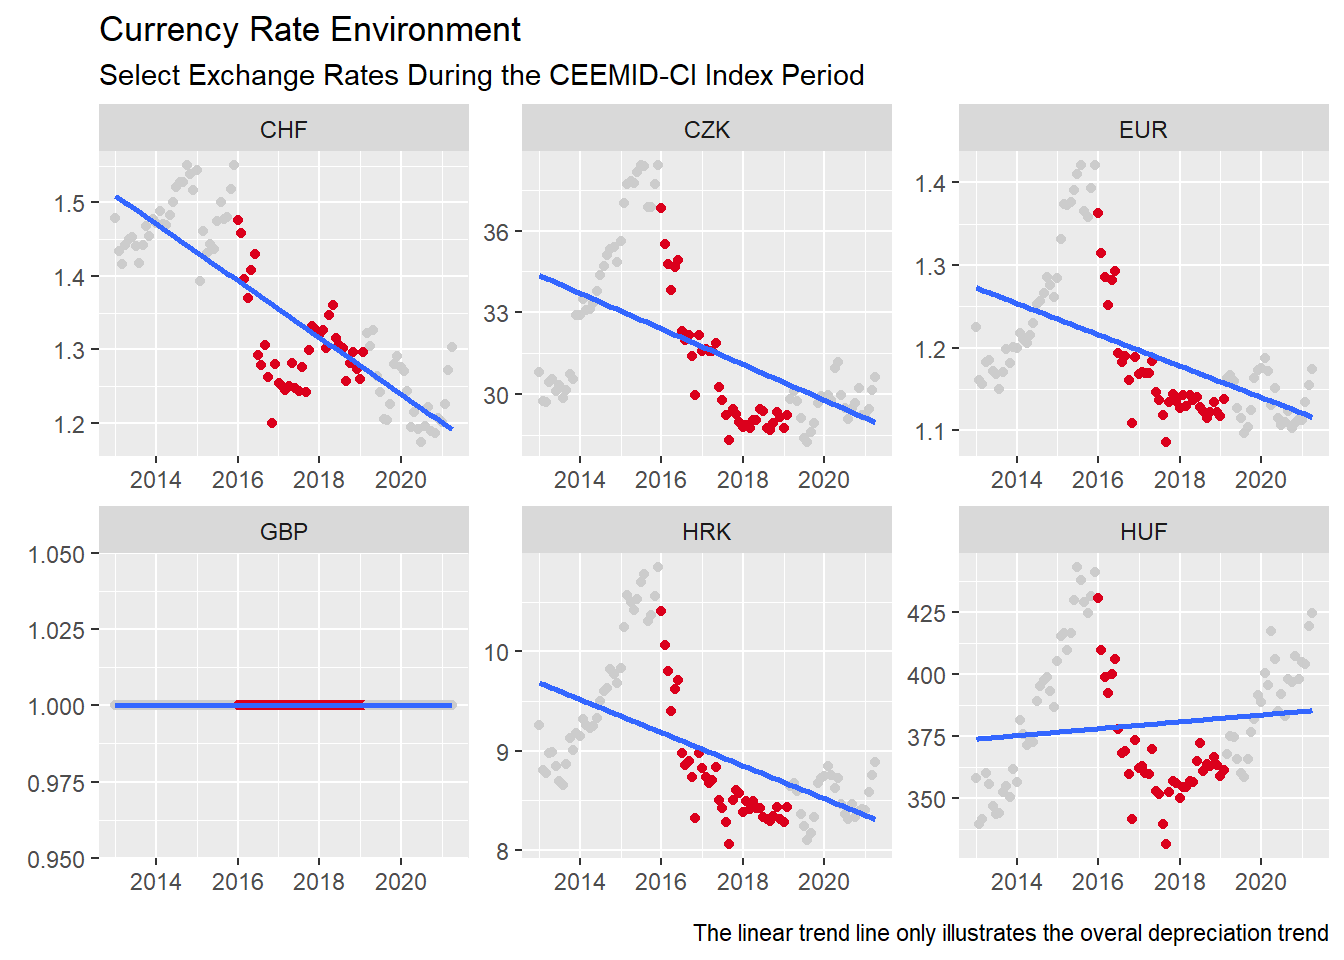 Currency Rate Environment
Select Exchange Rates During the CEEMID-CI Index Period
CHF
CZK
EUR
1.5
1.4
1.3
1.2
36
33
30
1.4
1.3
1.2
1.1
2014 2016 2018 2020
2014 2016 2018 2020
2014 2016 2018 2020
GBP
HRK
HUF
1.050
1.025
1.000
0.975
0.950
10
9
8
425
400
375
350
2014 2016 2018 2020
2014 2016 2018 2020
2014 2016 2018 2020
The linear trend line only illustrates the overal depreciation trend